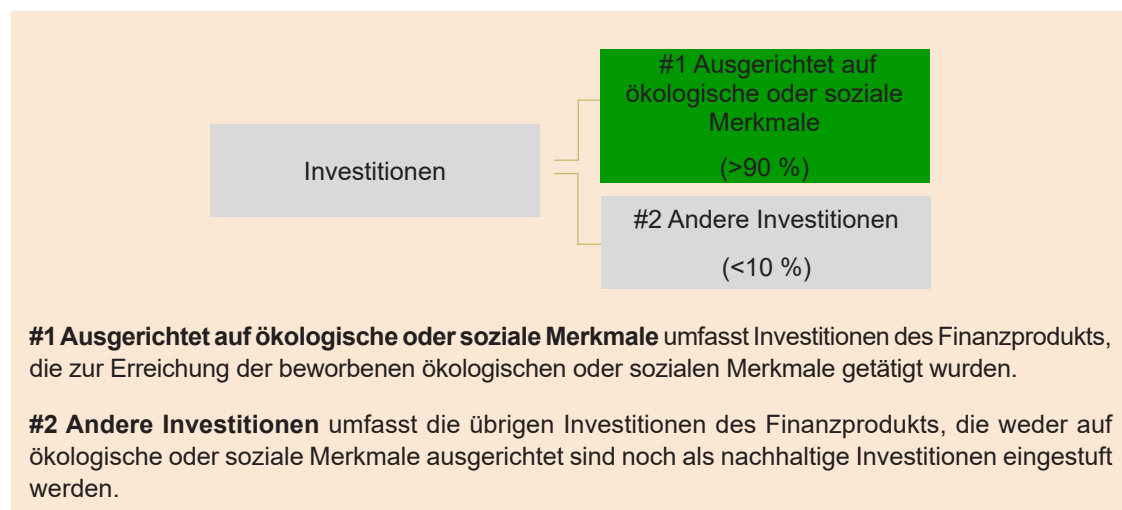 #1 Ausgerichtet auf
ökologische oder soziale
Merkmale
(>90 %)
Investitionen
#2 Andere Investitionen
(<10 %)
#1 Ausgerichtet auf ökologische oder soziale Merkmale umfasst Investitionen des Finanzprodukts,
die zur Erreichung der beworbenen ökologischen oder sozialen Merkmale getätigt wurden.
#2 Andere Investitionen umfasst die übrigen Investitionen des Finanzprodukts, die weder auf
ökologische oder soziale Merkmale ausgerichtet sind noch als nachhaltige Investitionen eingestuft
werden.